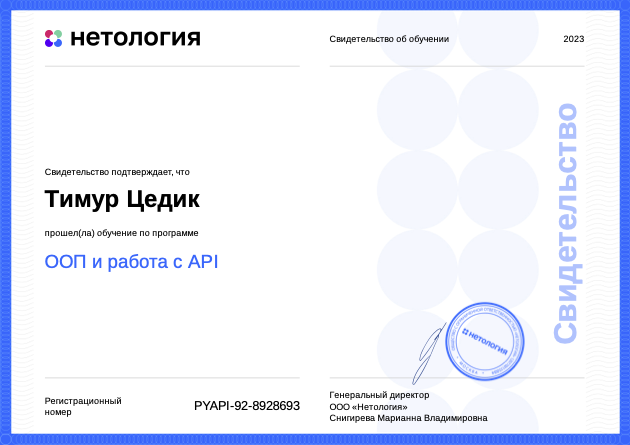 нетология
Свидетельство об обучении
2023
Свидетельство подтверждает, что
Тимур Цедик
прошел(ла) обучение по программе
ООП и работа с API
Свидетельство
нетология
Регистрационный
номер
PYAPI-92-8928693
Генеральный директор
ООО «Нетология»
Снигирева Марианна Владимировна